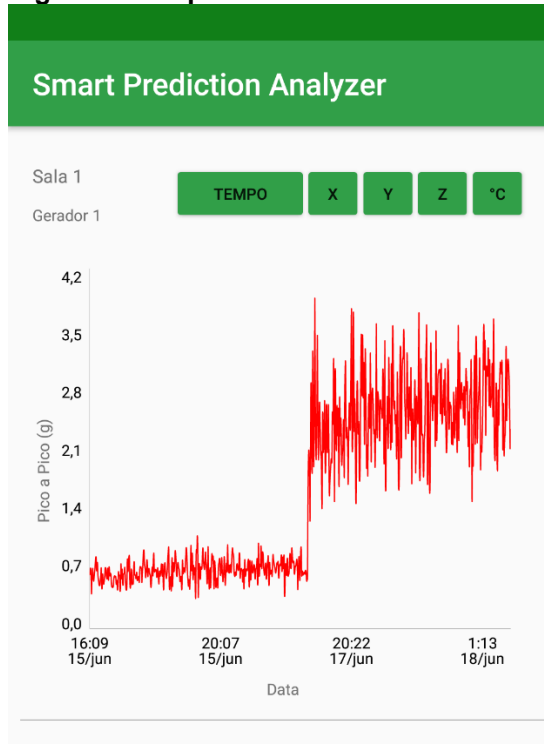 Smart Prediction Analyzer
Sala 1
TEMPO X Y Z °C
Gerador 1
4,2
3,5
2,8
2,1
1,4
0,7
0,0
Pico a Pico (g)
16:09 20:07 20:22 1:13
15/jun 15/jun 17/jun 18/jun
Data